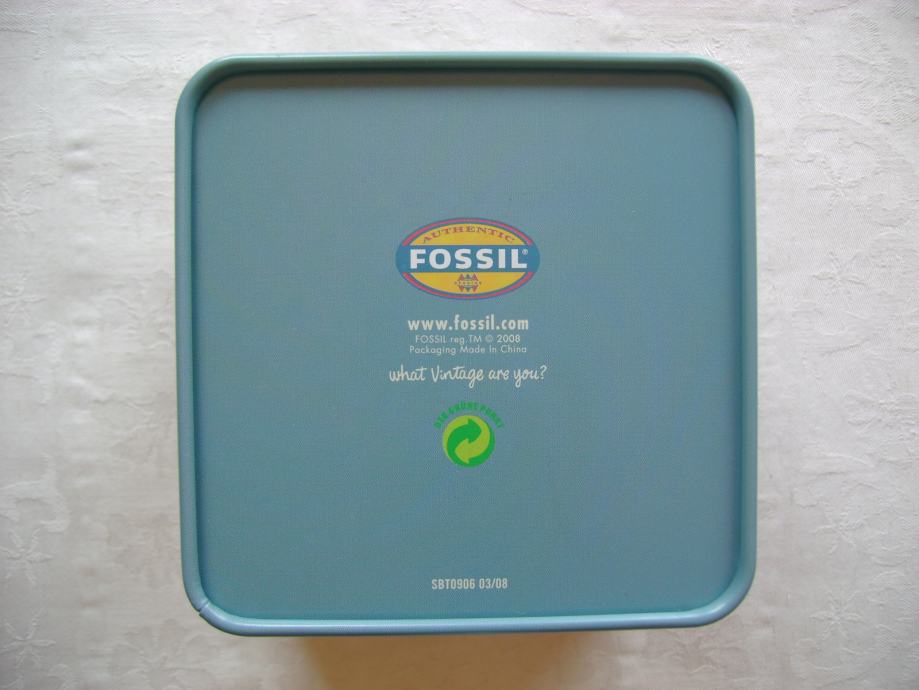 AUTHENTIC
FOSSIL®
www.fossil.com
FOSSIL reg.TM © 2008
Packaging Made In China
what Vintage are you?
DER GRÜNE PUNKT
SBT0906 03/08